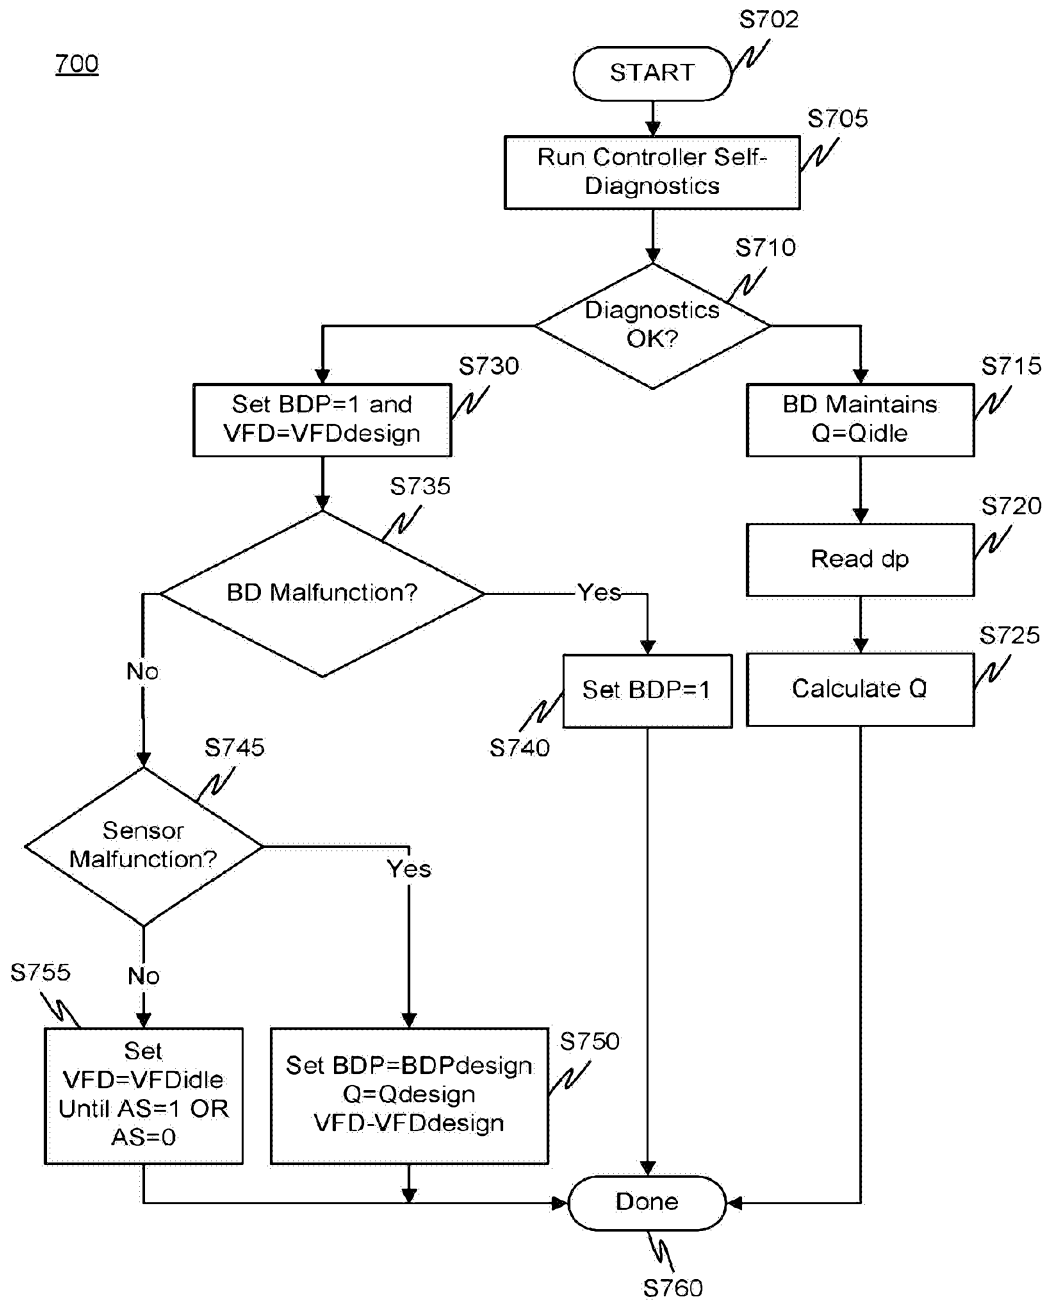 700
S702
START
S705
Run Controller Self-
Diagnostics
S710
Diagnostics
OK?
S730
Set BDP=1 and
VFD=VFDdesign
S715
BD Maintains
Q=Qidle
S735
BD Malfunction?
Yes
No
S720
Read dp
S725
Calculate Q
Set BDP=1
S740
S745
Sensor
Malfunction?
Yes
No
S755
Set
VFD=VFDidle
Until AS=1 OR
AS=0
S750
Set BDP=BDPdesign
Q=Qdesign
VFD-VFDdesign
Done
S760